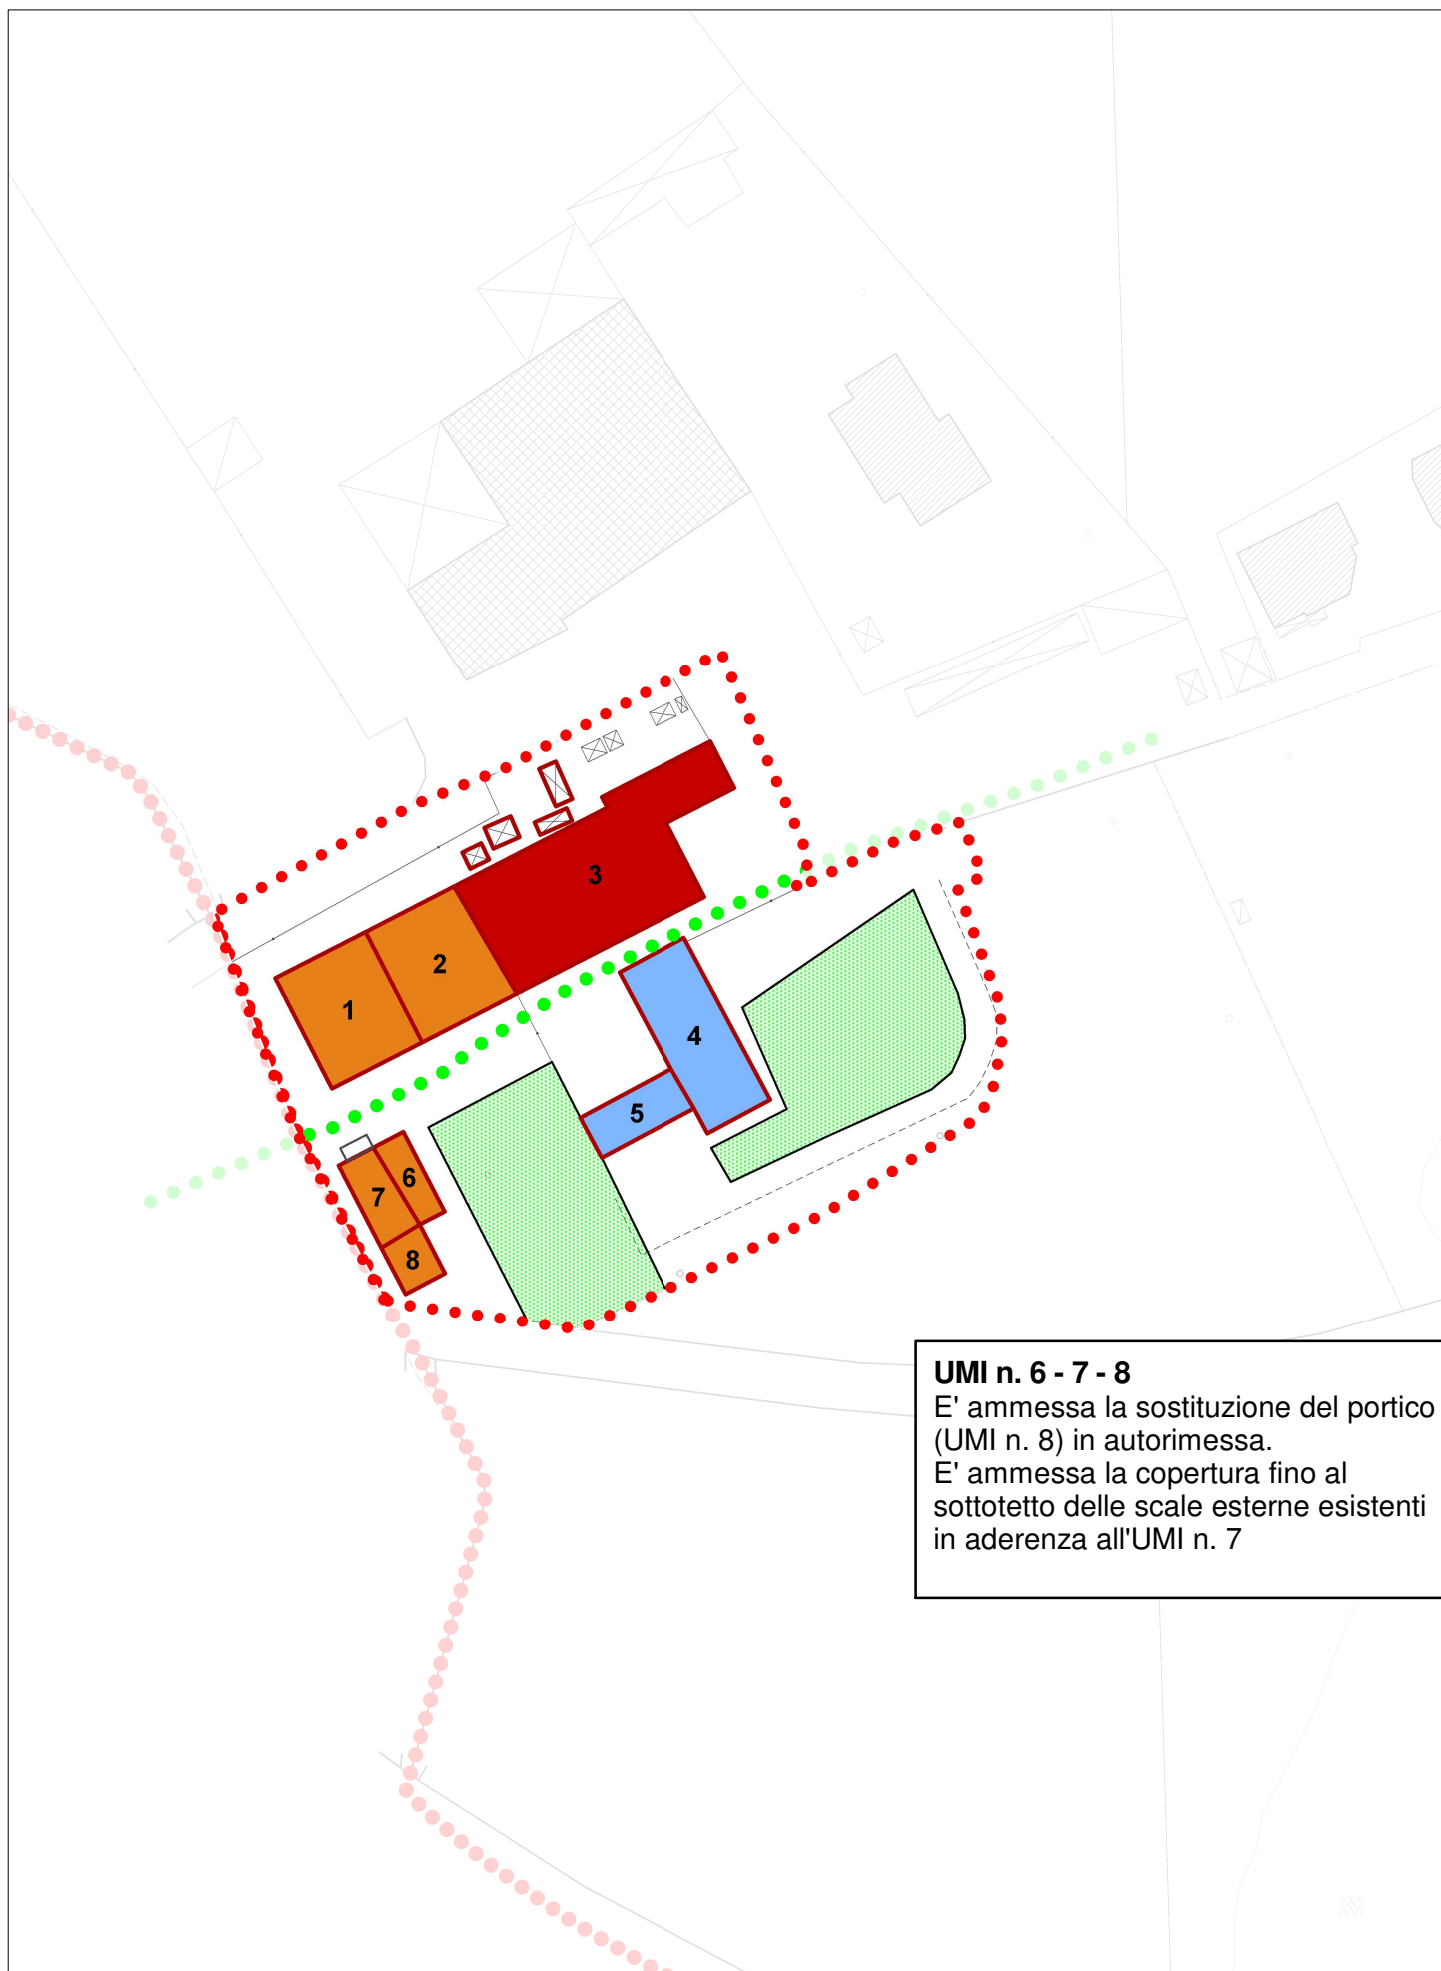 3
2
1
4
5
6
7
8
UMI n. 6 - 7 - 8
E' ammessa la sostituzione del portico
(UMI n. 8) in autorimessa.
E' ammessa la copertura fino al
sottotetto delle scale esterne esistenti
in aderenza all'UMI n. 7